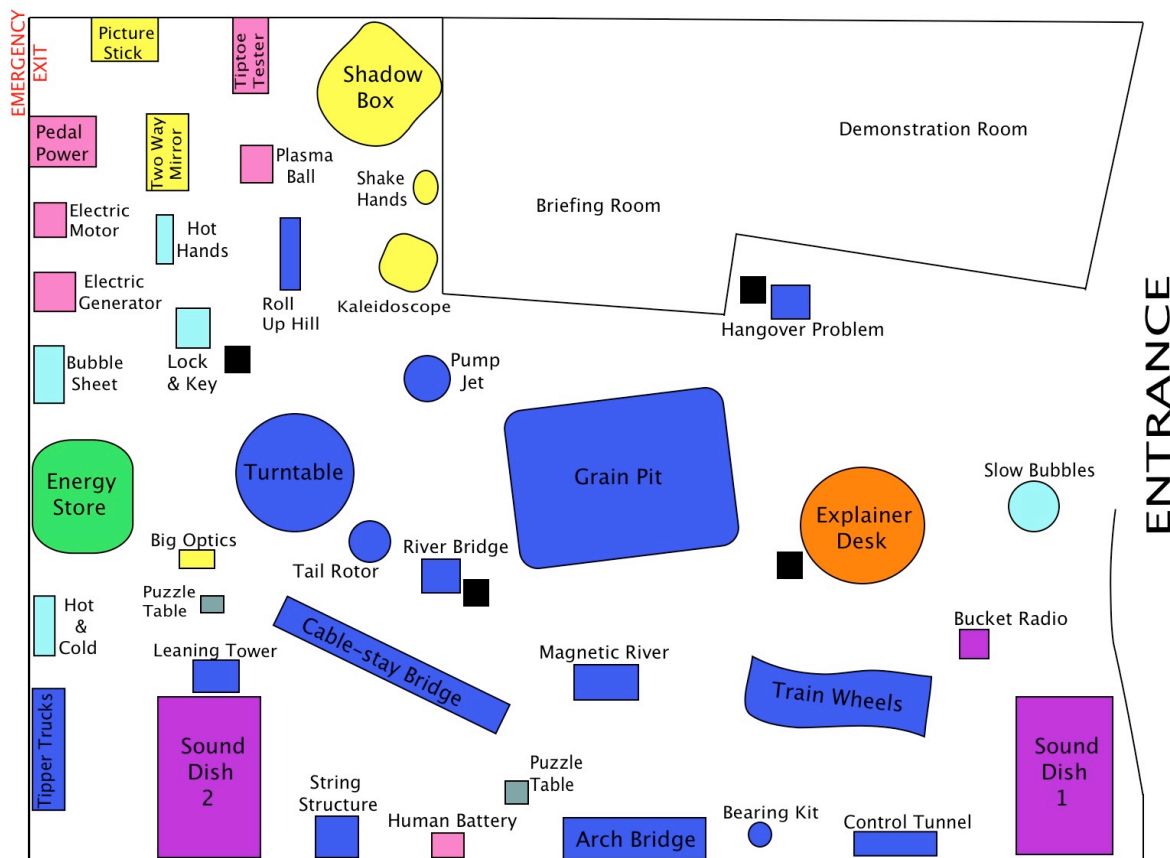 EMERGENCY
EXIT
Picture
Stick
Tiptoe
Tester
Shadow
Box
Demonstration Room
Pedal
Power
Two Way
Mirror
Plasma
Ball
Shake
Hands
Briefing Room
Electric
Motor
Hot
Hands
Electric
Generator
Roll
Up Hill
Kaleidoscope
Hangover Problem
ENTRANCE
Bubble
Sheet
Lock
& Key
Pump
Jet
Energy
Store
Turntable
Grain Pit
Slow Bubbles
Explainer
Desk
Big Optics
Tail Rotor
River Bridge
Puzzle
Table
Hot
&
Cold
Cable-stay Bridge
Bucket Radio
Leaning Tower
Magnetic River
Train Wheels
Tipper Trucks
Sound
Dish
2
Sound
Dish
1
Puzzle
Table
String
Structure
Human Battery
Arch Bridge
Bearing Kit
Control Tunnel